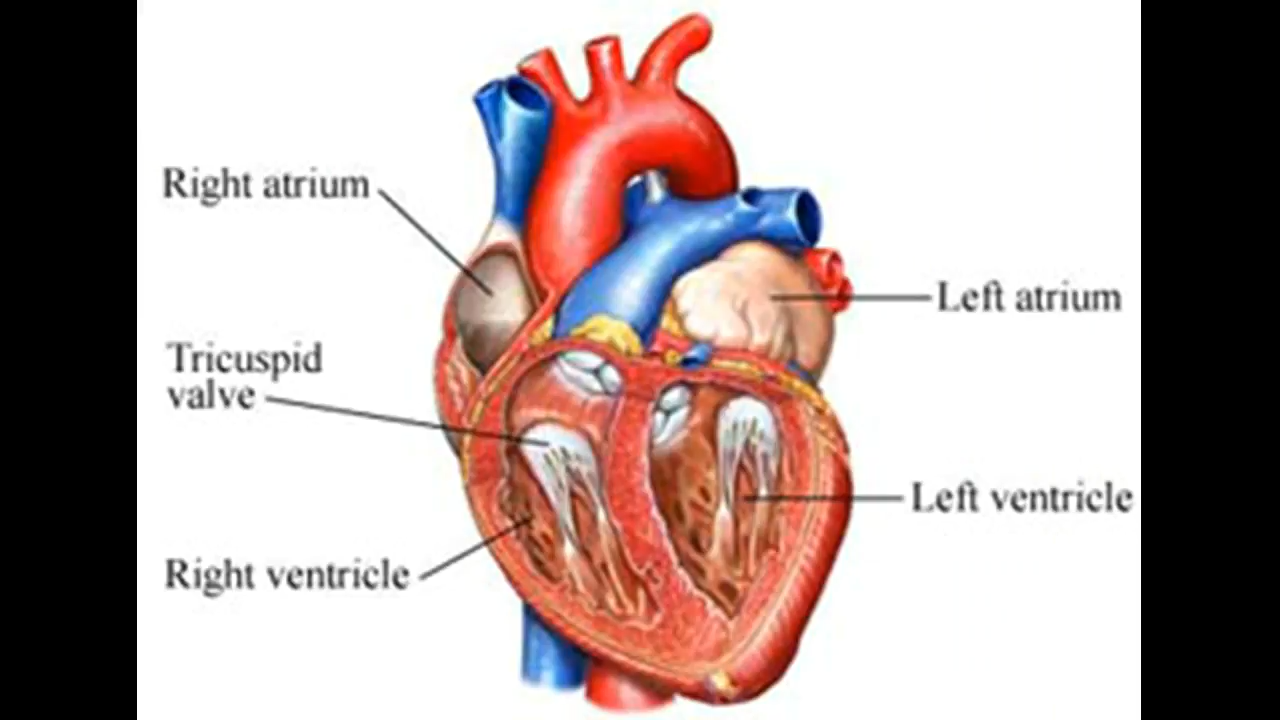 Right atrium
Left atrium
Tricuspid
valve
Left ventricle
Right ventricle